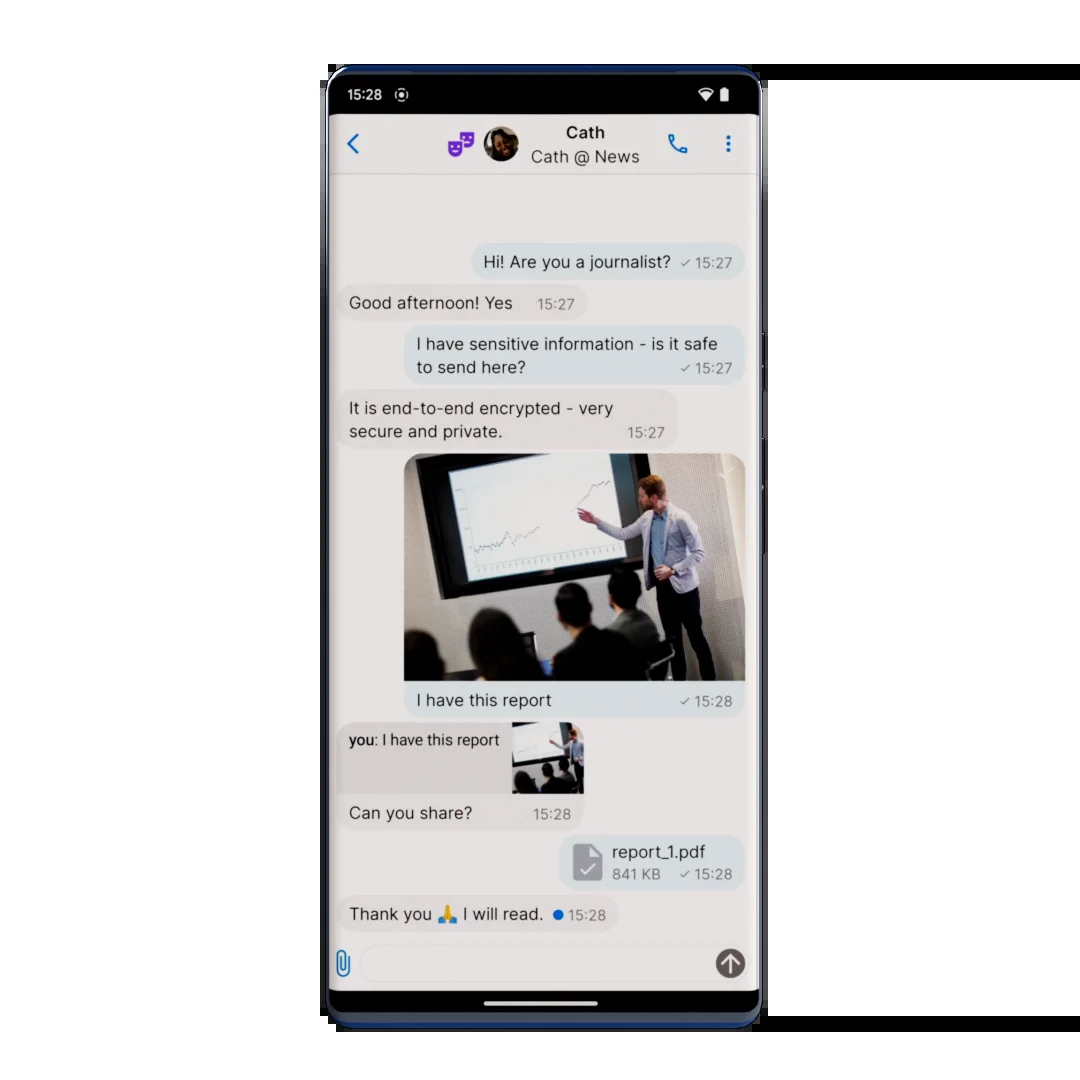 15:28
Cath
Cath @ News
Hi! Are you a journalist? 15:27
Good afternoon! Yes 15:27
I have sensitive information - is it safe
to send here? 15:27
It is end-to-end encrypted - very
secure and private. 15:27
I have this report 15:28
you: I have this report
Can you share? 15:28
report_1.pdf
841 KB 15:28
Thank you 🙏 I will read. 15:28